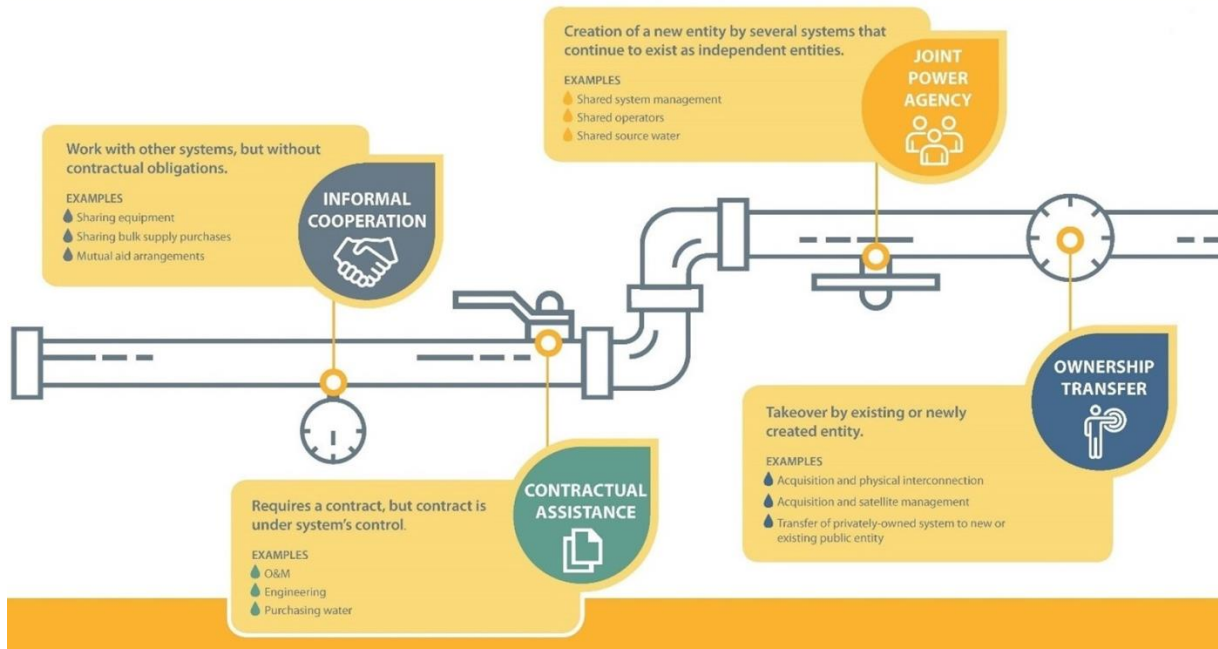 Work with other systems, but without
contractual obligations.
EXAMPLES
Sharing equipment
Sharing bulk supply purchases
Mutual aid arrangements
INFORMAL
COOPERATION
Requires a contract, but contract is
under system's control.
EXAMPLES
O&M
Engineering
Purchasing water
CONTRACTUAL
ASSISTANCE
Creation of a new entity by several systems that
continue to exist as independent entities.
EXAMPLES
Shared system management
Shared operators
Shared source water
JOINT
POWER
AGENCY
Takeover by existing or newly
created entity.
EXAMPLES
Acquisition and physical interconnection
Acquisition and satellite management
Transfer of privately-owned system to new or
existing public entity
OWNERSHIP
TRANSFER